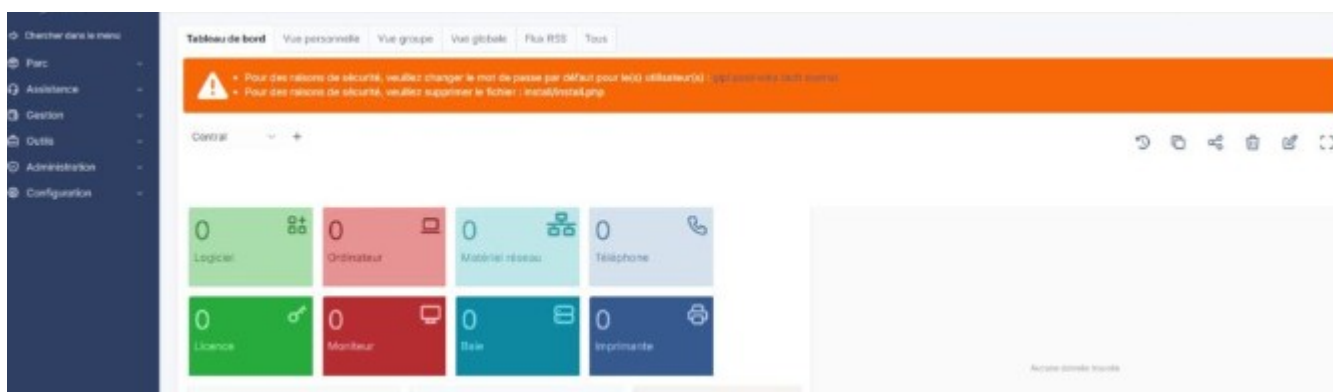 Chercher dans le menu
Parc
Assistance
Gestion
Outils
Administration
Configuration
Tableau de bord
Vue personnelle
Vue groupe
Vue globale
Flux RSS
Tous
Pour des raisons de sécurité, veuillez changer le mot de passe par défaut pour le(s) utilisateur(s) :
Pour des raisons de sécurité, veuillez supprimer le fichier : install/install.php
Central
0
Logiciel
0
Ordinateur
0
Matériel réseau
0
Téléphone
0
Licence
0
Moniteur
0
Baie
0
Imprimante
Aucune donnée trouvée